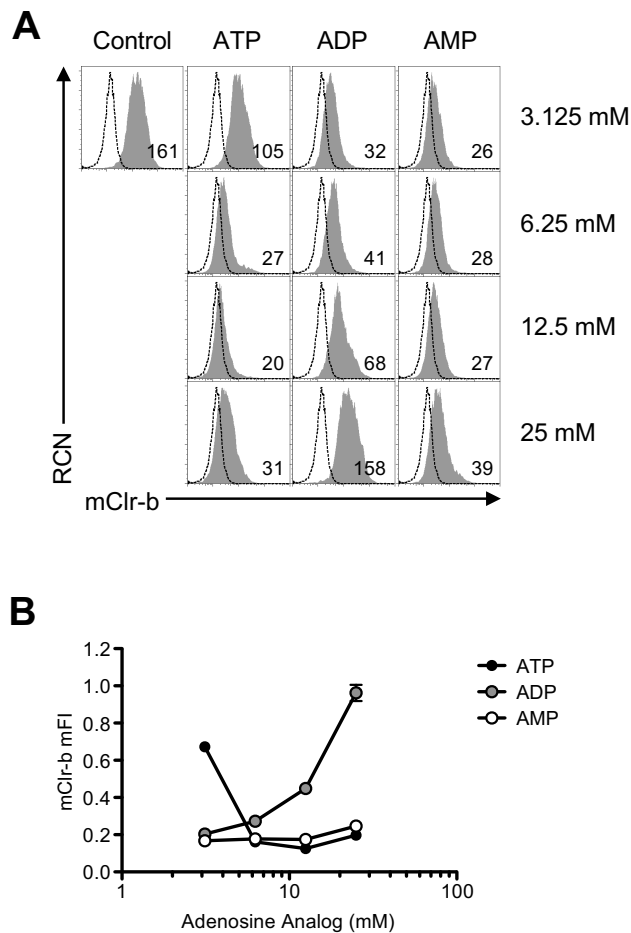 A
Control ATP ADP AMP
161 105 32 26 3.125 mM
27 41 28 6.25 mM
20 68 27 12.5 mM
31 158 39 25 mM
RCN
mClr-b
B
1.2
1.0
0.8
0.6
0.4
0.2
0.0
mClr-b mFI
1 10 100
Adenosine Analog (mM)
ATP
ADP
AMP